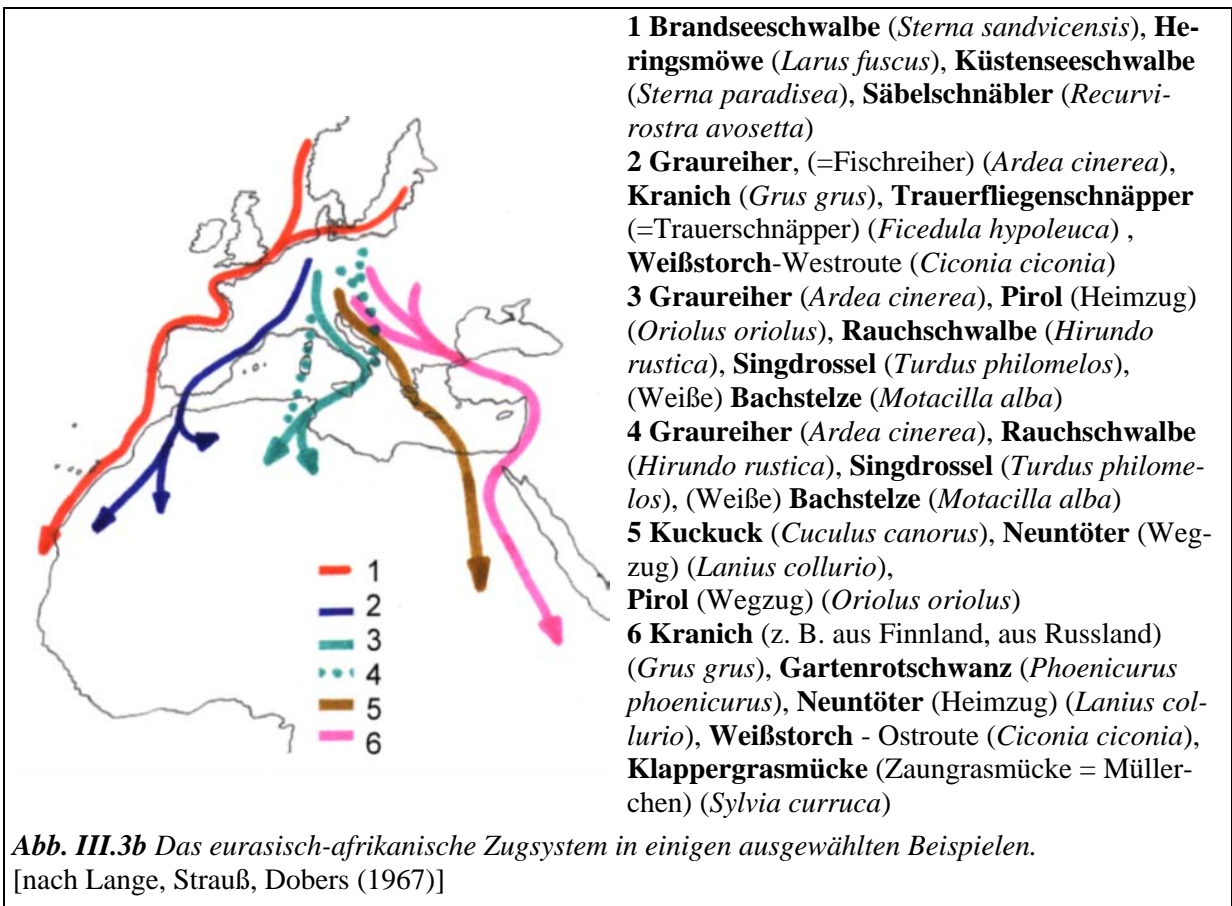 1 Brandseeschwalbe (Sterna sandvicensis), He-
ringsmöwe (Larus fuscus), Küstenseeschwalbe
(Sterna paradisea), Säbelschnäbler (Recurvi-
rostra avosetta)
2 Graureiher, (=Fischreiher) (Ardea cinerea),
Kranich (Grus grus), Trauerfliegenschnäpper
(=Trauerschnäpper) (Ficedula hypoleuca) ,
Weißstorch-Westroute (Ciconia ciconia)
3 Graureiher (Ardea cinerea), Pirol (Heimzug)
(Oriolus oriolus), Rauchschwalbe (Hirundo
rustica), Singdrossel (Turdus philomelos),
(Weiße) Bachstelze (Motacilla alba)
4 Graureiher (Ardea cinerea), Rauchschwalbe
(Hirundo rustica), Singdrossel (Turdus philome-
los), (Weiße) Bachstelze (Motacilla alba)
5 Kuckuck (Cuculus canorus), Neuntöter (Weg-
zug) (Lanius collurio),
Pirol (Wegzug) (Oriolus oriolus)
6 Kranich (z. B. aus Finnland, aus Russland)
(Grus grus), Gartenrotschwanz (Phoenicurus
phoenicurus), Neuntöter (Heimzug) (Lanius col-
lurio), Weißstorch - Ostroute (Ciconia ciconia),
Klappergrasmücke (Zaungrasmücke = Müller-
chen) (Sylvia curruca)
1
2
3
4
5
6
Abb. III.3b Das eurasisch-afrikanische Zugsystem in einigen ausgewählten Beispielen.
[nach Lange, Strauß, Dobers (1967)]